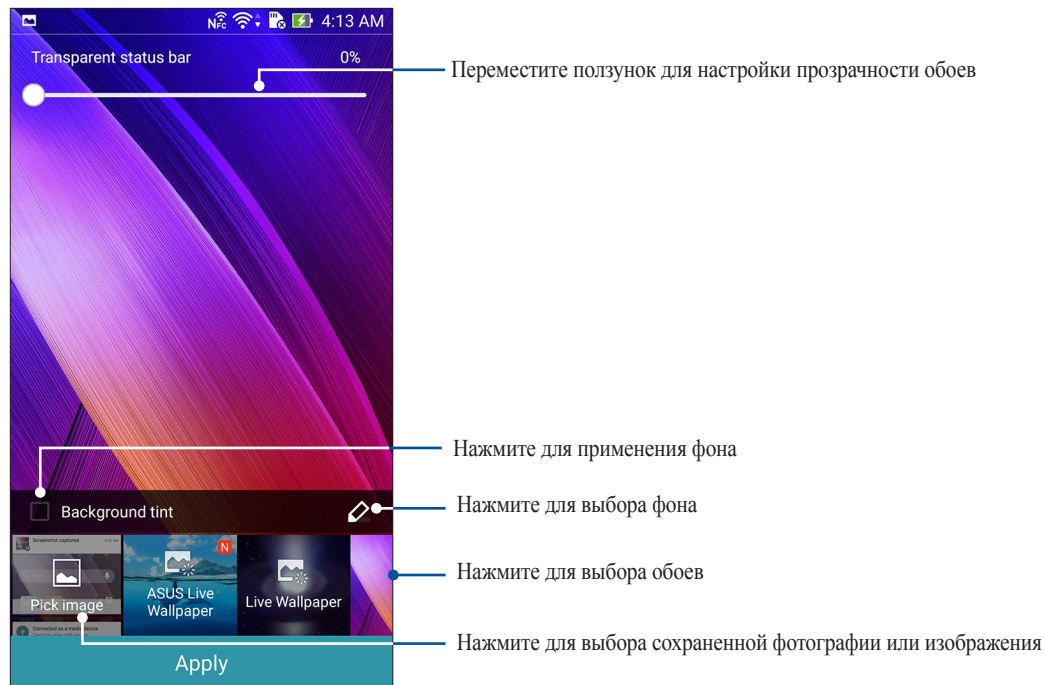 NFC 4:13 AM
Transparent status bar 0%
Переместите ползунок для настройки прозрачности обоев
Нажмите для применения фона
Background tint
Нажмите для выбора фона
Screenshot captured.
N
Pick image
ASUS Live
Wallpaper
Live Wallpaper
Нажмите для выбора обоев
Connected as a media device
Нажмите для выбора сохраненной фотографии или изображения
Apply